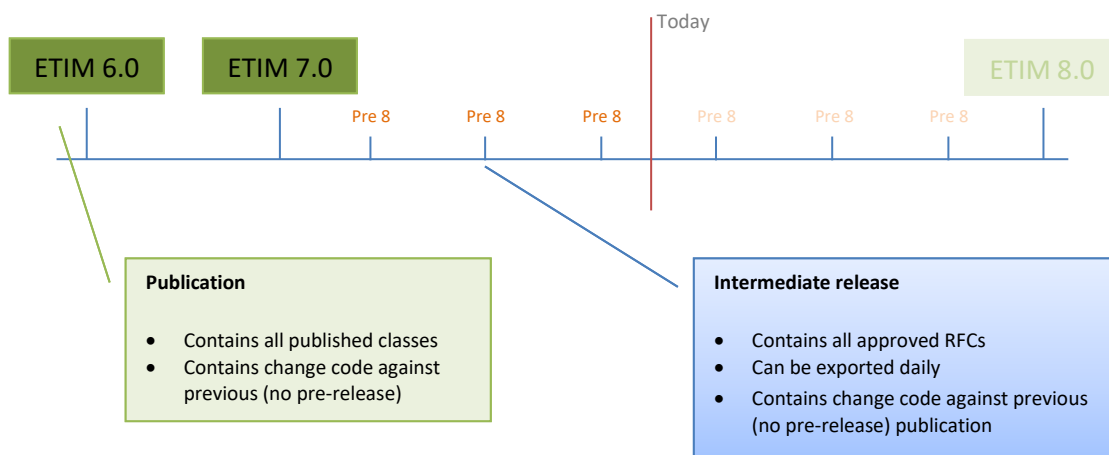 Today
ETIM 6.0
ETIM 7.0
ETIM 8.0
Pre 8
Pre 8
Pre 8
Pre 8
Pre 8
Pre 8
Publication
• Contains all published classes
• Contains change code against
previous (no pre-release)
Intermediate release
• Contains all approved RFCs
• Can be exported daily
• Contains change code against previous
(no pre-release) publication